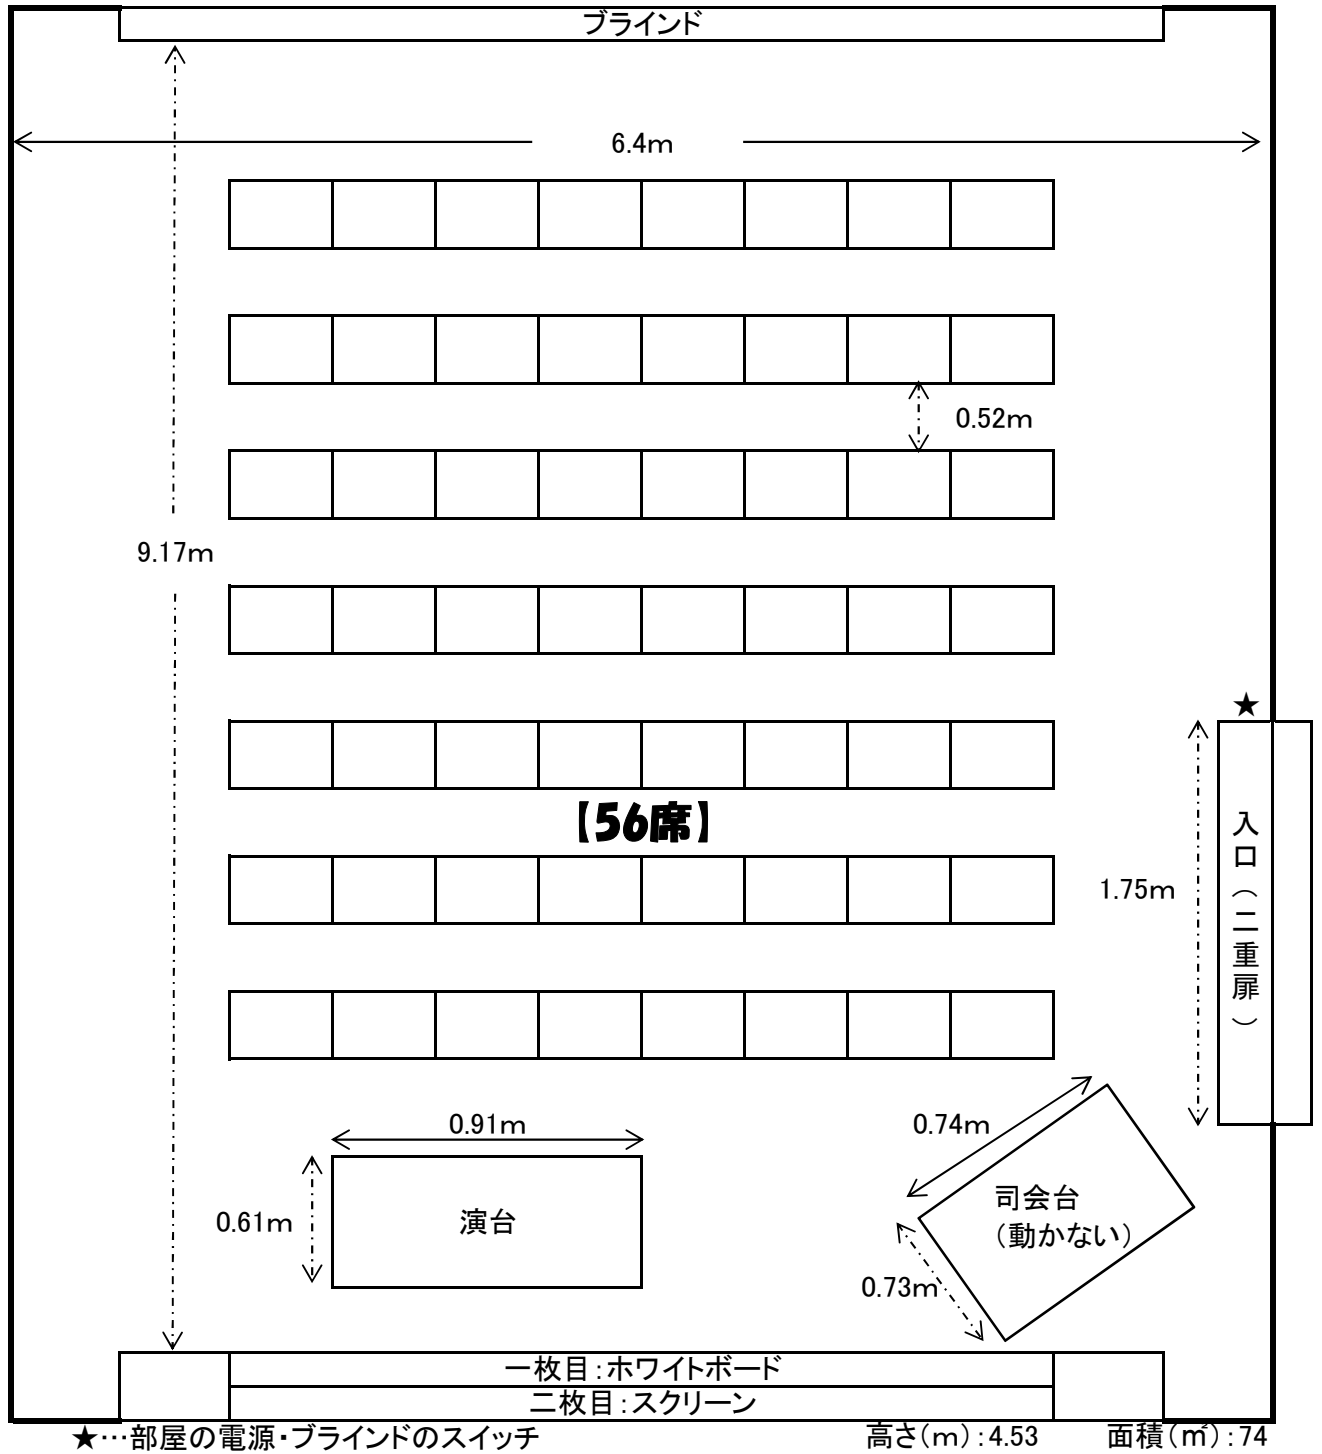 ブラインド
6.4m
0.52m
9.17m
★
【56席】
入口(二重扉)
1.75m
0.91m
0.74m
0.61m
演台
司会台
(動かない)
0.73m
一枚目:ホワイトボード
二枚目:スクリーン
★…部屋の電源・ブラインドのスイッチ
高さ(m):4.53
面積(㎡):74